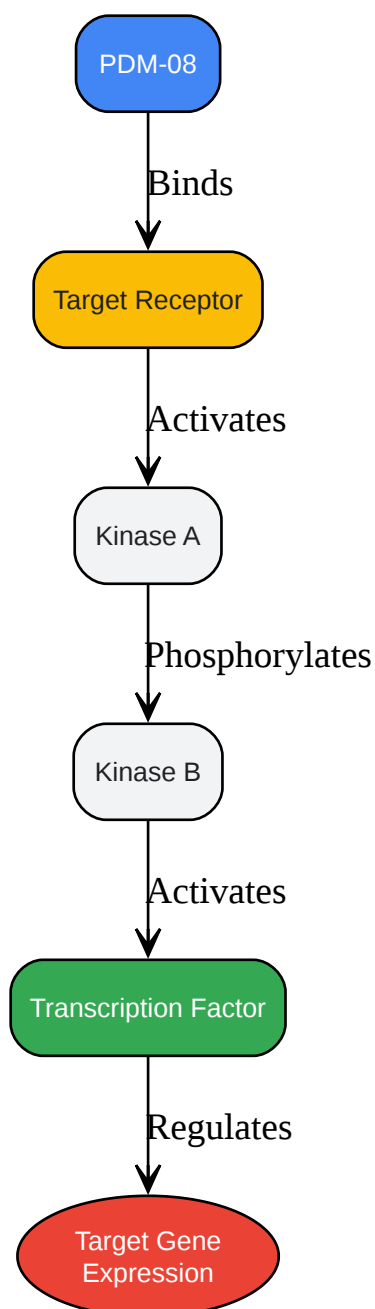 PDM-08
Binds
Target Receptor
Activates
Kinase A
Phosphorylates
Kinase B
Activates
Transcription Factor
Regulates
Target Gene
Expression